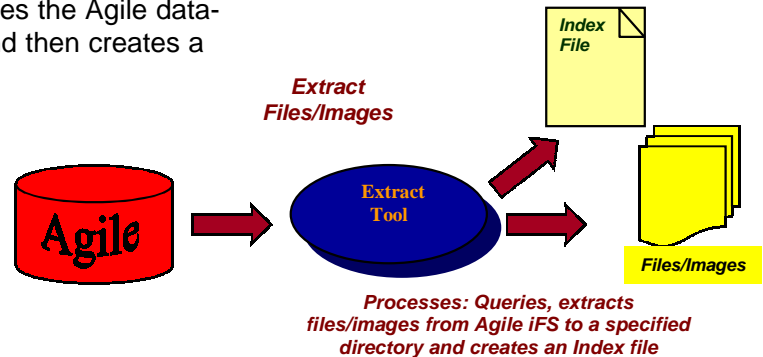 es the Agile data-
d then creates a
Index
File
Extract
Files/Images
Extract
Tool
Agile
Files/Images
Processes: Queries, extracts
files/images from Agile iFS to a specified
directory and creates an Index file